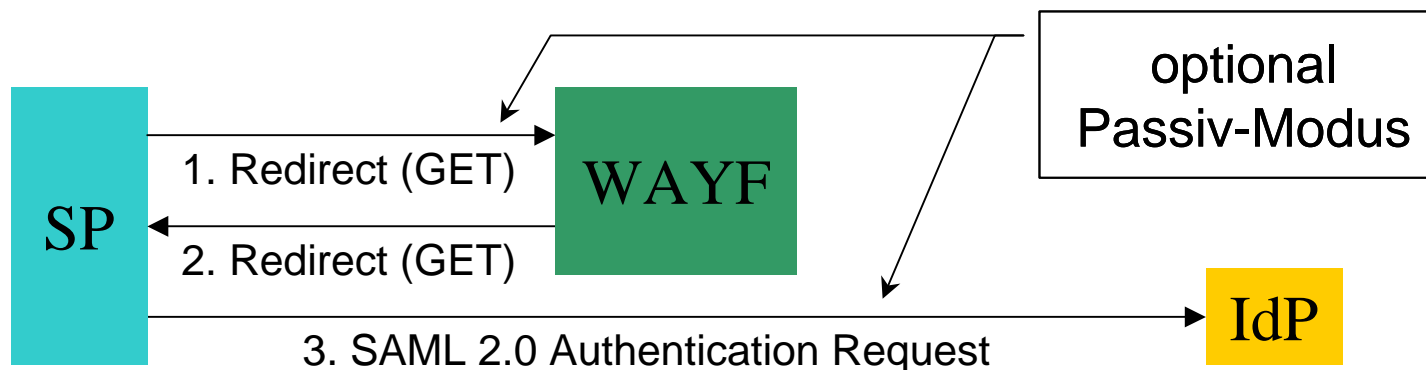 optional
Passiv-Modus
1. Redirect (GET)
WAYF
SP
2. Redirect (GET)
IdP
3. SAML 2.0 Authentication Request